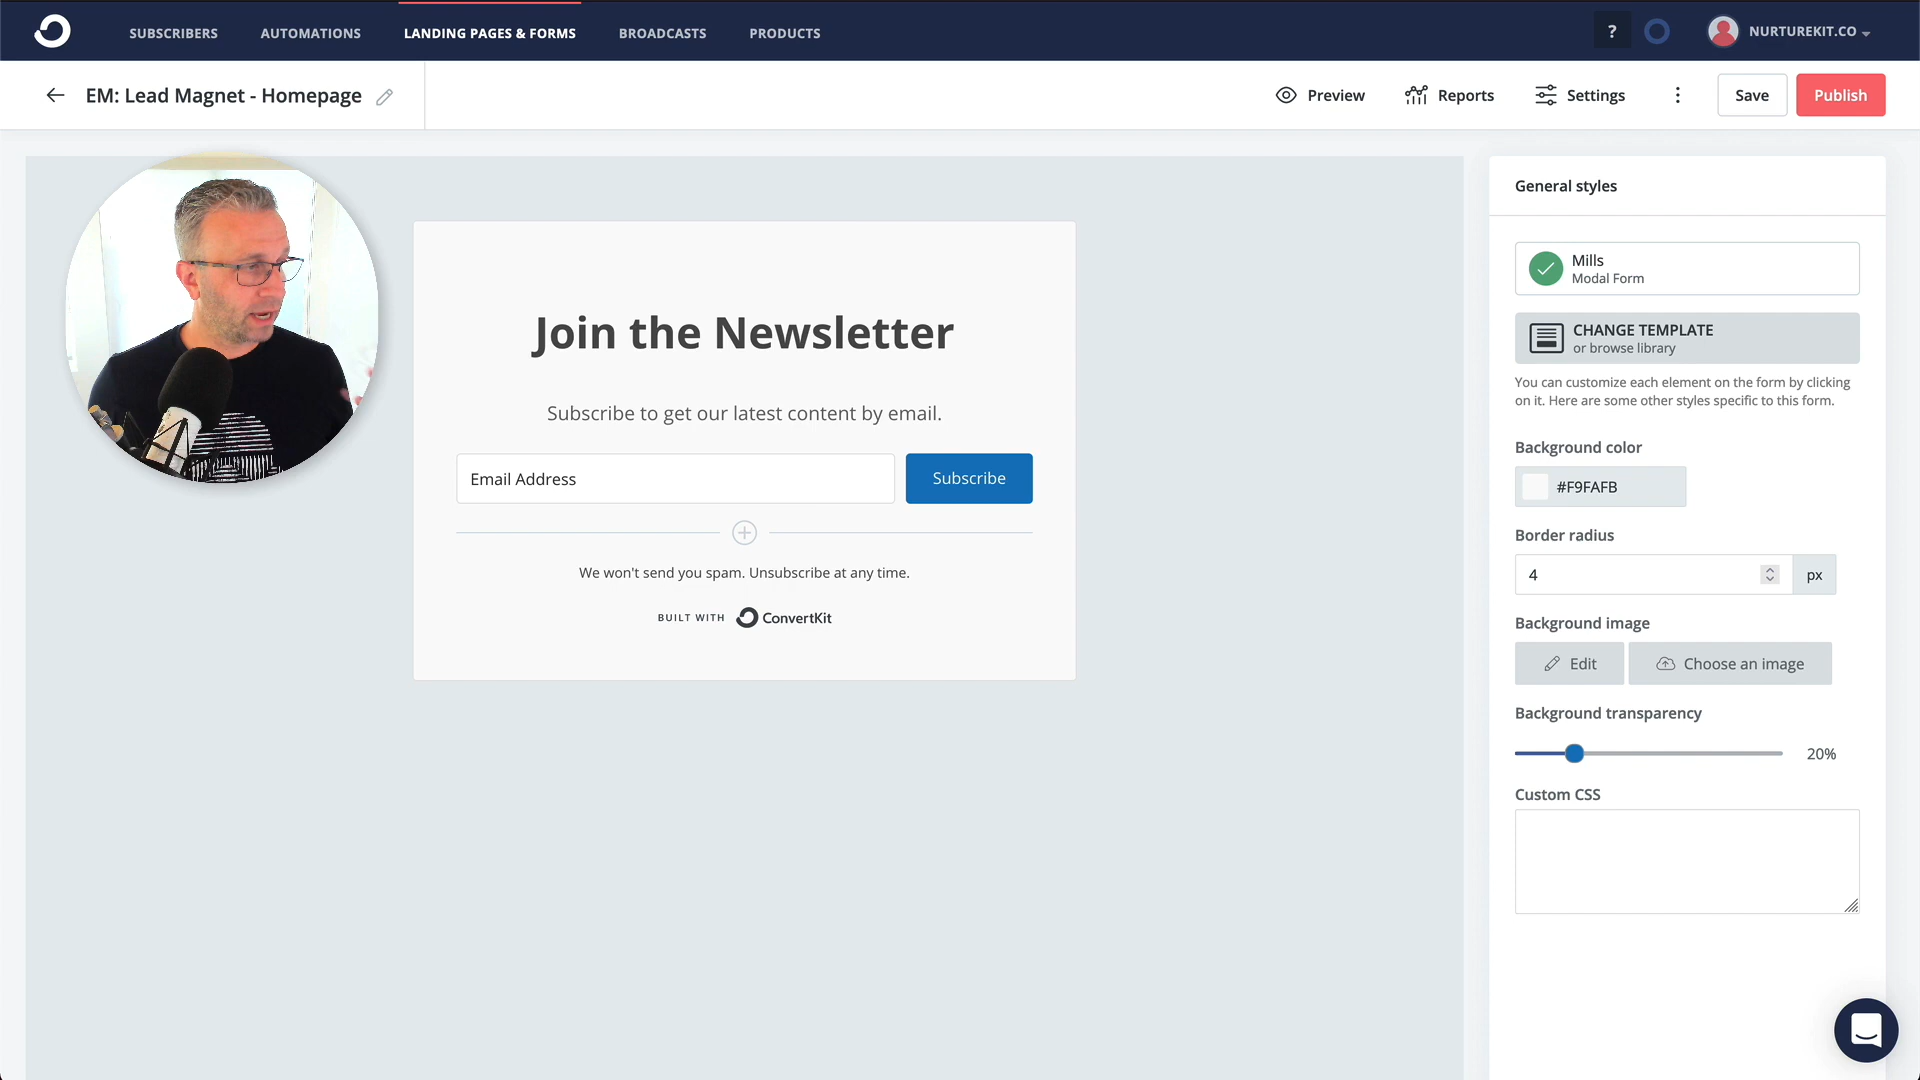 SUBSCRIBERS AUTOMATIONS LANDING PAGES & FORMS BROADCASTS PRODUCTS ? NURTUREKIT.CO
EM: Lead Magnet - Homepage Preview Reports Settings Save Publish
General styles
Mills
Modal Form
CHANGE TEMPLATE
or browse library
You can customize each element on the form by clicking
on it. Here are some other styles specific to this form.
Background color
#F9FAFB
Border radius
4 px
Background image
Edit Choose an image
Background transparency
20%
Custom CSS
Join the Newsletter
Subscribe to get our latest content by email.
Email Address Subscribe
We won't send you spam. Unsubscribe at any time.
BUILT WITH ConvertKit